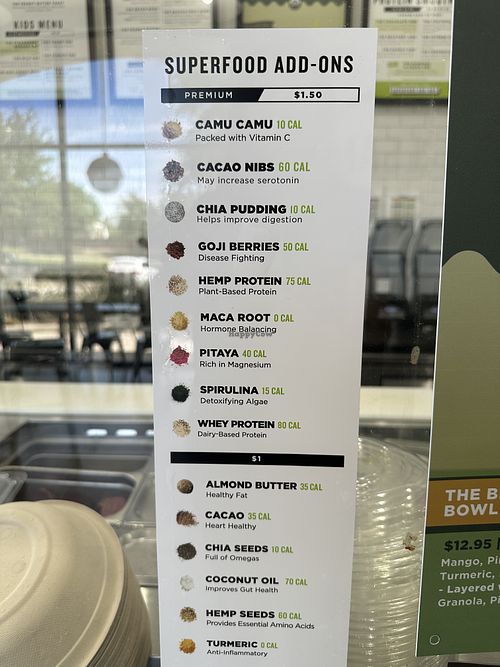 KIDS MENU
SUPERFOOD ADD-ONS
PREMIUM $1.50
CAMU CAMU 10 CAL
Packed with Vitamin C
CACAO NIBS 60 CAL
May increase serotonin
CHIA PUDDING 10 CAL
Helps improve digestion
GOJI BERRIES 50 CAL
Disease Fighting
HEMP PROTEIN 75 CAL
Plant-Based Protein
MACA ROOT 0 CAL
Hormone Balancing
HappyCow
PITAYA 40 CAL
Rich in Magnesium
SPIRULINA 15 CAL
Detoxifying Algae
WHEY PROTEIN 80 CAL
Dairy-Based Protein
$1
ALMOND BUTTER 35 CAL
Healthy Fat
CACAO 35 CAL
Heart Healthy
CHIA SEEDS 10 CAL
Full of Omegas
COCONUT OIL 70 CAL
Improves Gut Health
HEMP SEEDS 60 CAL
Provides Essential Amino Acids
TURMERIC 0 CAL
Anti-Inflammatory
THE B
BOWL
$12.95
Mango, Pi
Turmeric,
- Layered
Granola, Pi